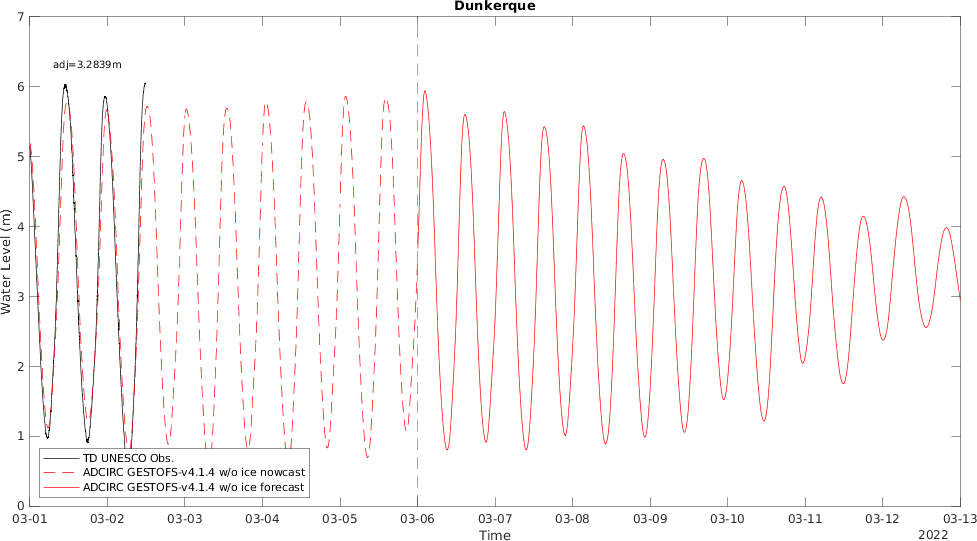 Dunkerque
adj=3.2839m
7
6
5
4
3
2
1
0
Water Level (m)
TD UNESCO Obs.
ADCIRC GESTOFS-v4.1.4 w/o ice nowcast
ADCIRC GESTOFS-v4.1.4 w/o ice forecast
03-01 03-02 03-03 03-04 03-05 03-06 03-07 03-08 03-09 03-10 03-11 03-12 03-13
Time
2022